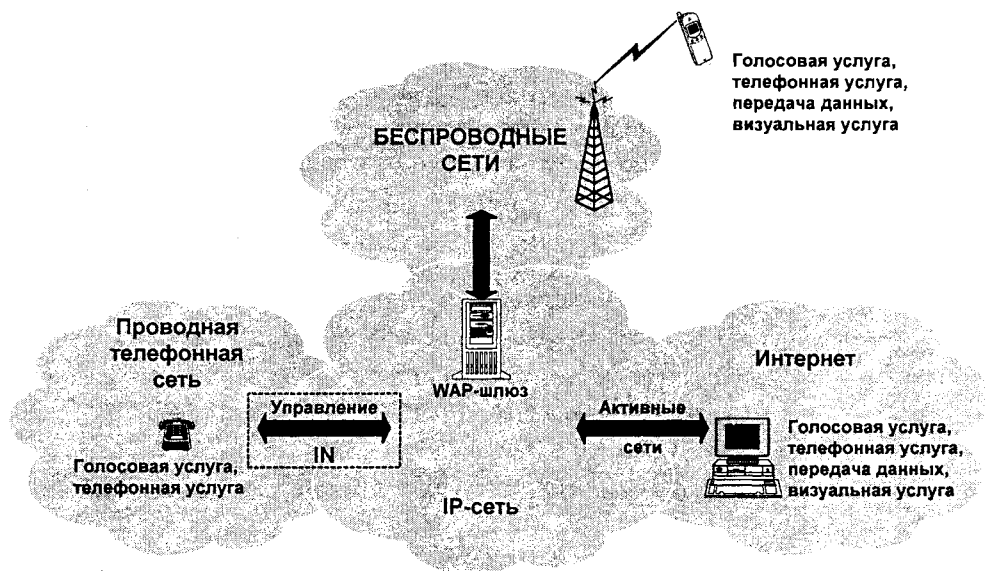 Голосовая услуга,
телефонная услуга,
передача данных,
визуальная услуга
БЕСПРОВОДНЫЕ
СЕТИ
Проводная
телефонная
сеть
Голосовая услуга,
телефонная услуга
Управление
IN
WAP-шлюз
IP-сеть
Активные
сети
Интернет
Голосовая услуга,
телефонная услуга,
передача данных,
визуальная услуга